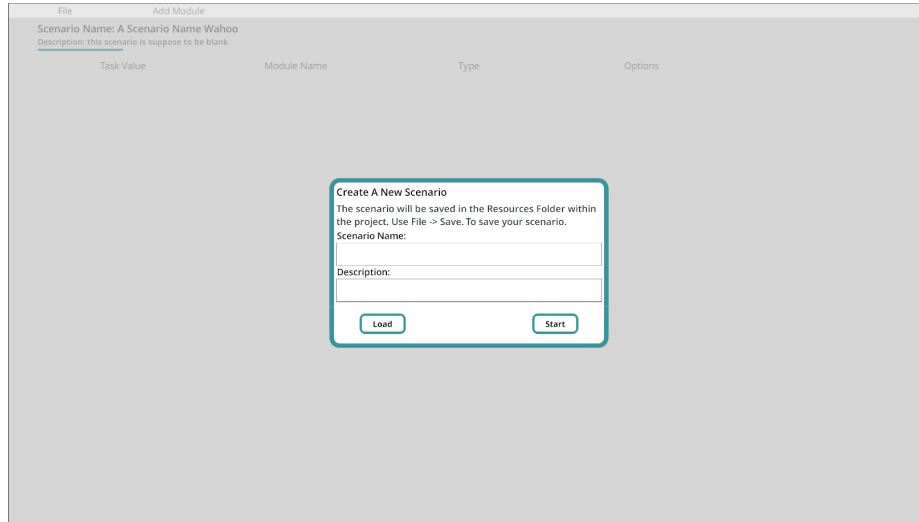 File Add Module
Scenario Name: A Scenario Name Wahoo
Description: this scenario is suppose to be blank
Task Value Module Name Type Options
Create A New Scenario
The scenario will be saved in the Resources Folder within
the project. Use File -> Save. To save your scenario.
Scenario Name:
Description:
Load Start